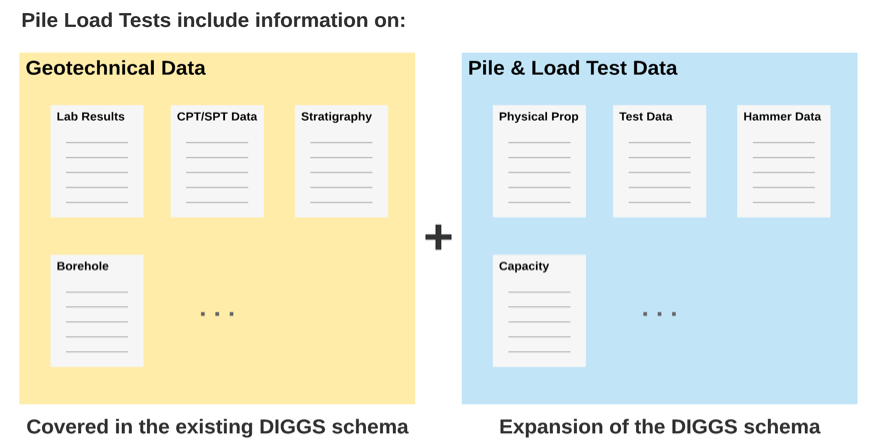 Pile Load Tests include information on:
Geotechnical Data
Lab Results
CPT/SPT Data
Stratigraphy
Borehole
. . .
Covered in the existing DIGGS schema
+
Pile & Load Test Data
Physical Prop
Test Data
Hammer Data
Capacity
. . .
Expansion of the DIGGS schema